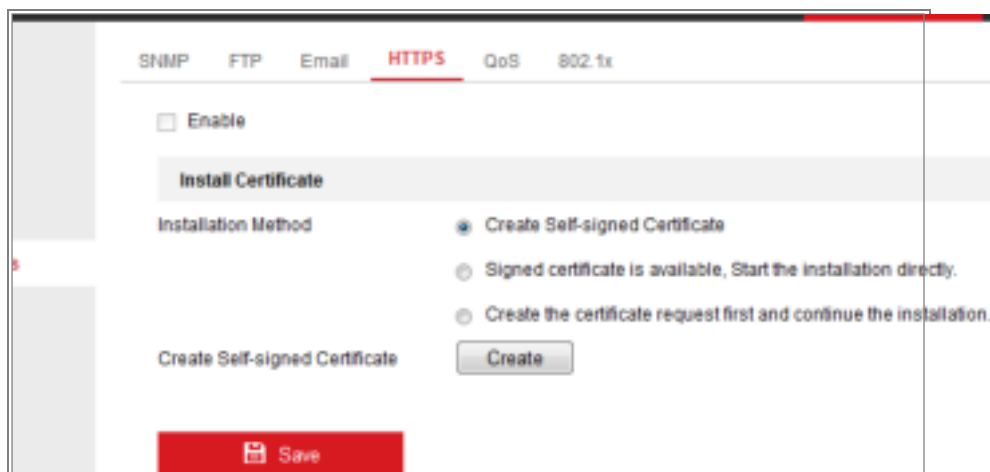 SNMP FTP Email HTTPS QoS 802.1x
Enable
Install Certificate
Installation Method Create Self-signed Certificate
Signed certificate is available, Start the installation directly.
Create the certificate request first and continue the installation.
Create Self-signed Certificate Create
Save